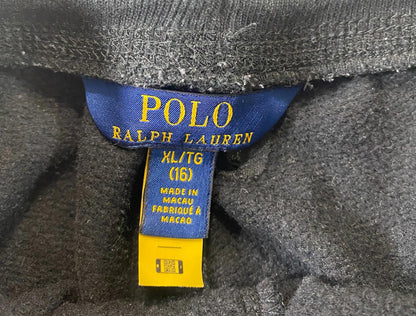 POLO
RALPH LAUREN
XL/TG
(16)
MADE IN
MACAU
FABRIQUÉ À
MACAO